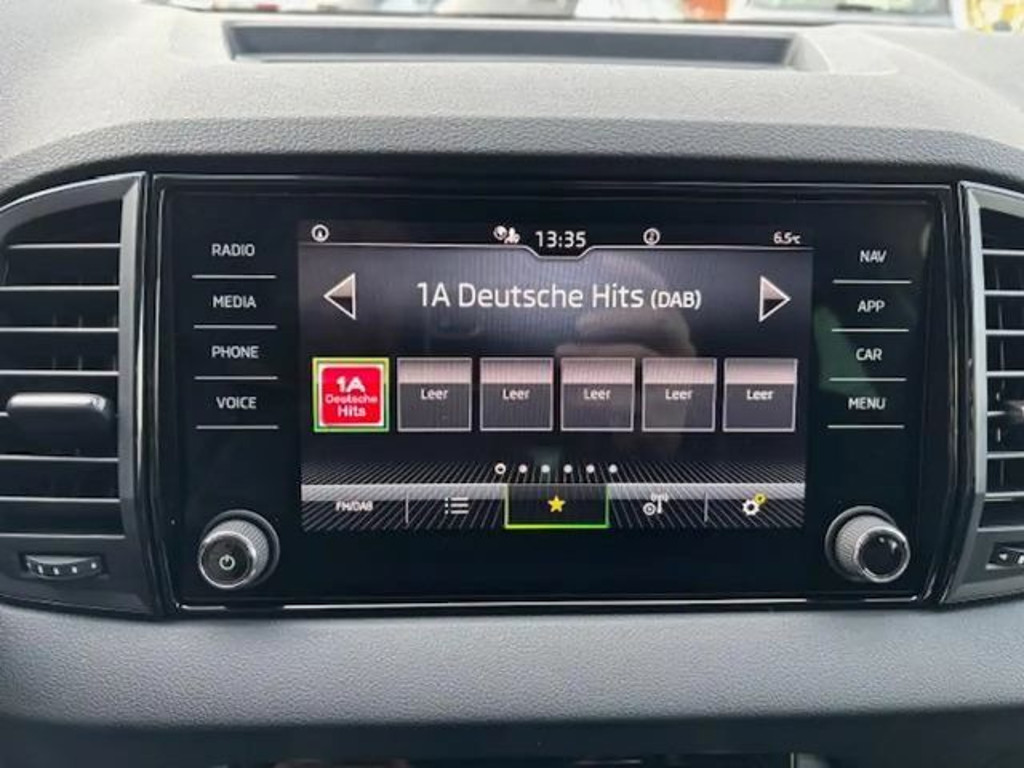 13:35
6.5°C
RADIO
MEDIA
PHONE
VOICE
1A Deutsche Hits (DAB)
1A
Deutsche
Hits
Leer
Leer
Leer
Leer
Leer
FM/DAB
NAV
APP
CAR
MENU